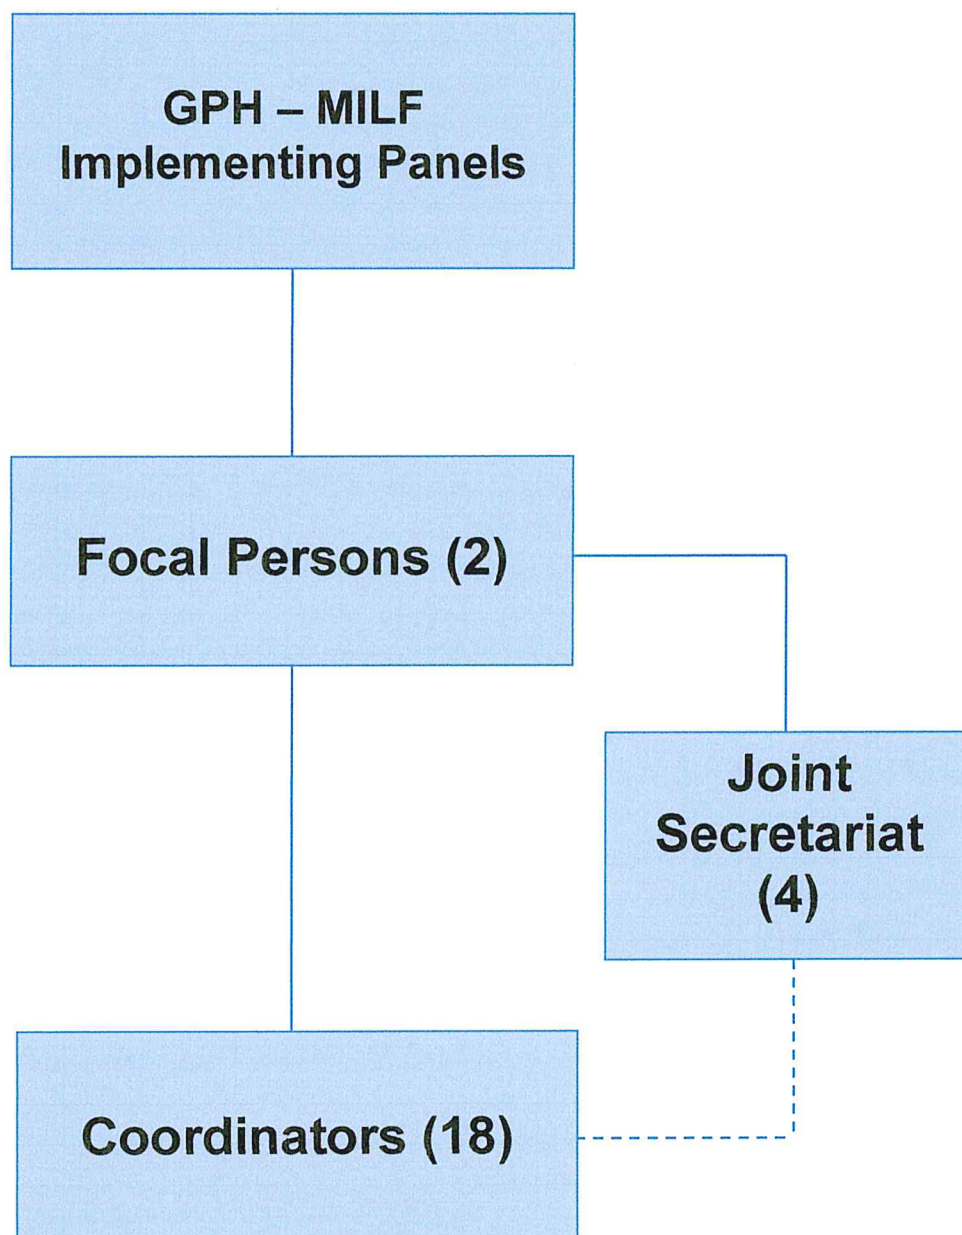 GPH – MILF
Implementing Panels
Focal Persons (2)
Joint
Secretariat
(4)
Coordinators (18)